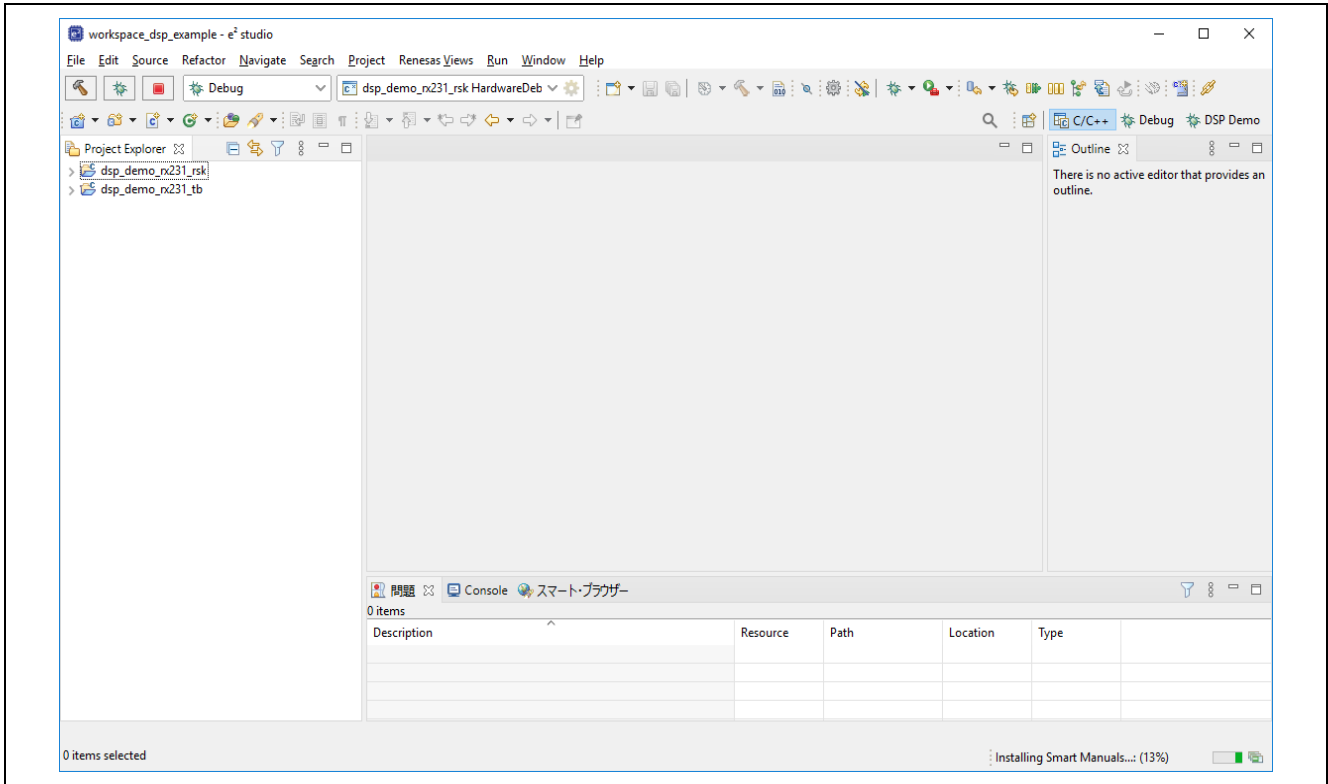 workspace_dsp_example - e² studio
File Edit Source Refactor Navigate Search Project Renesas Views Run Window Help
Debug dsp_demo_rx231_rsk HardwareDeb
C/C++ Debug DSP Demo
Project Explorer Outline
dsp_demo_rx231_rsk
dsp_demo_rx231_tb
There is no active editor that provides an
outline.
問題 Console スマート・ブラウザー
0 items
Description Resource Path Location Type
0 items selected Installing Smart Manuals...: (13%)